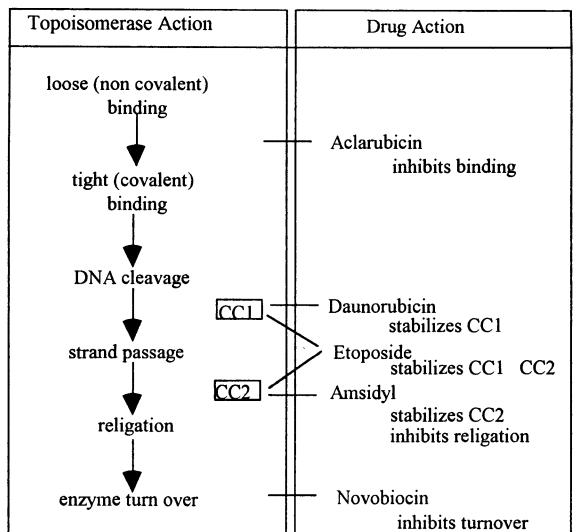 Topoisomerase Action
Drug Action
loose (non covalent)
binding
Aclarubicin
inhibits binding
tight (covalent)
binding
DNA cleavage
CC1
Daunorubicin
stabilizes CC1
strand passage
Etoposide
stabilizes CC1 CC2
CC2
Amsidyl
stabilizes CC2
inhibits religation
religation
enzyme turn over
Novobiocin
inhibits turnover